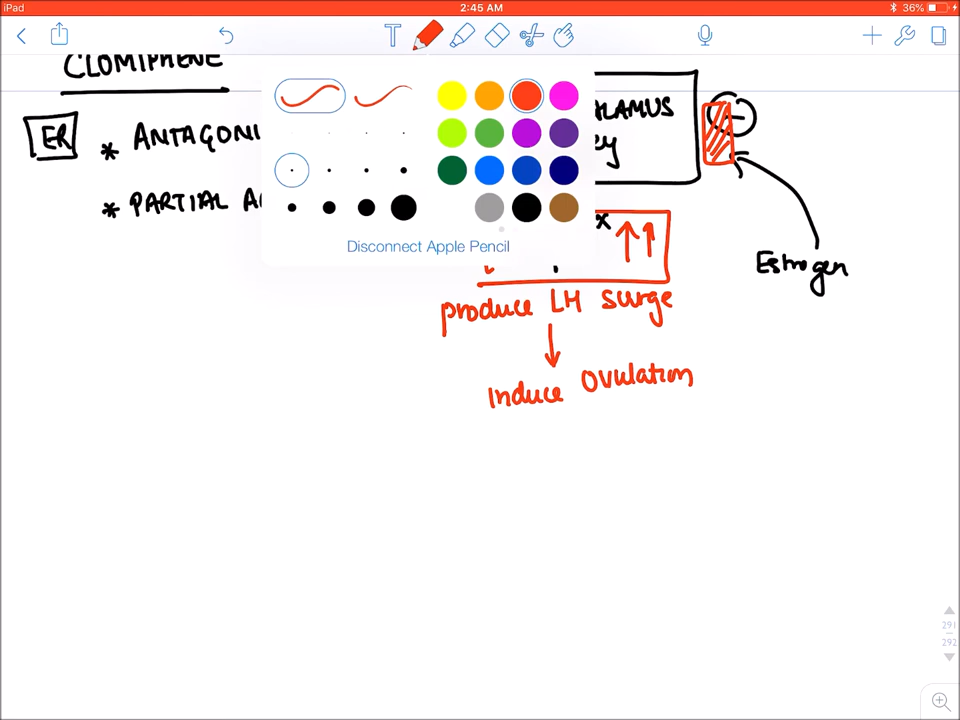 iPad 2:45 AM 36%
T
CLOMIPHENE
ER
* ANTAGONI
* PARTIAL A
Disconnect Apple Pencil
LAMUS
Estrogen
produce LH surge
Induce Ovulation
291
292